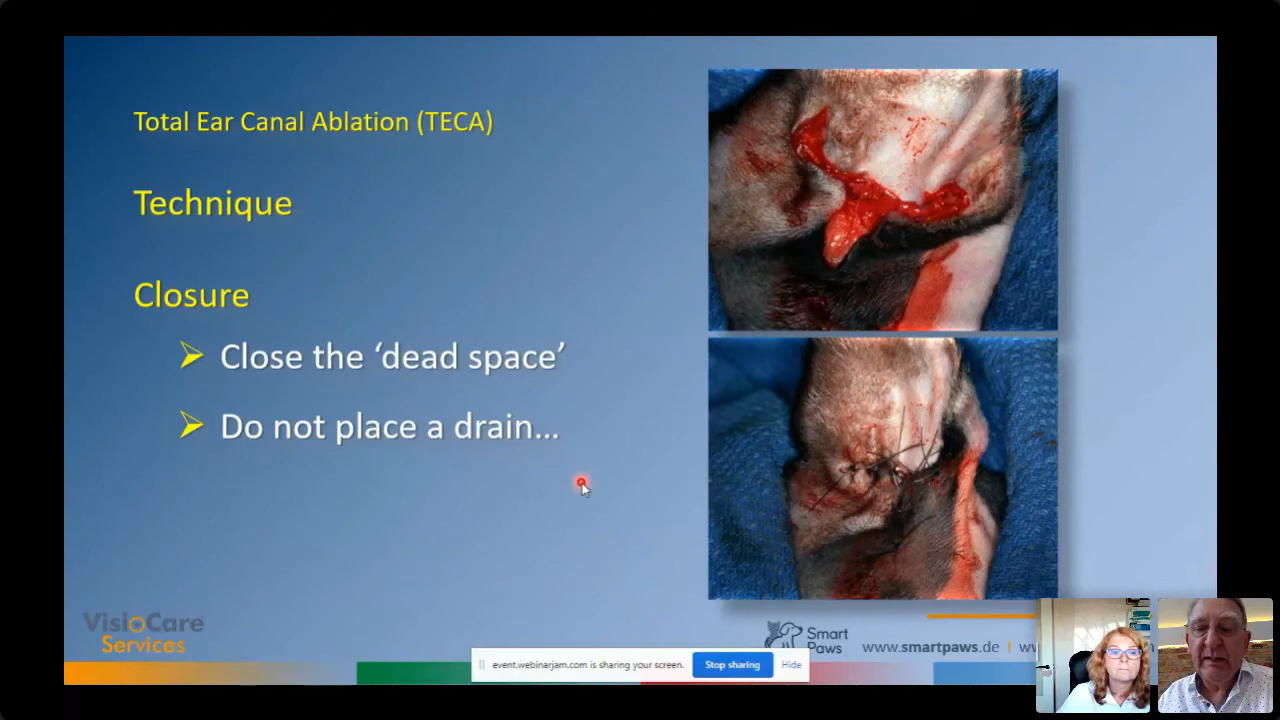 Total Ear Canal Ablation (TECA)
Technique
Closure
Close the ‘dead space’
Do not place a drain…
VisioCare
Services
Smart
Paws
www.smartpaws.de
event.webinarjam.com is sharing your screen.
Stop sharing
Hide